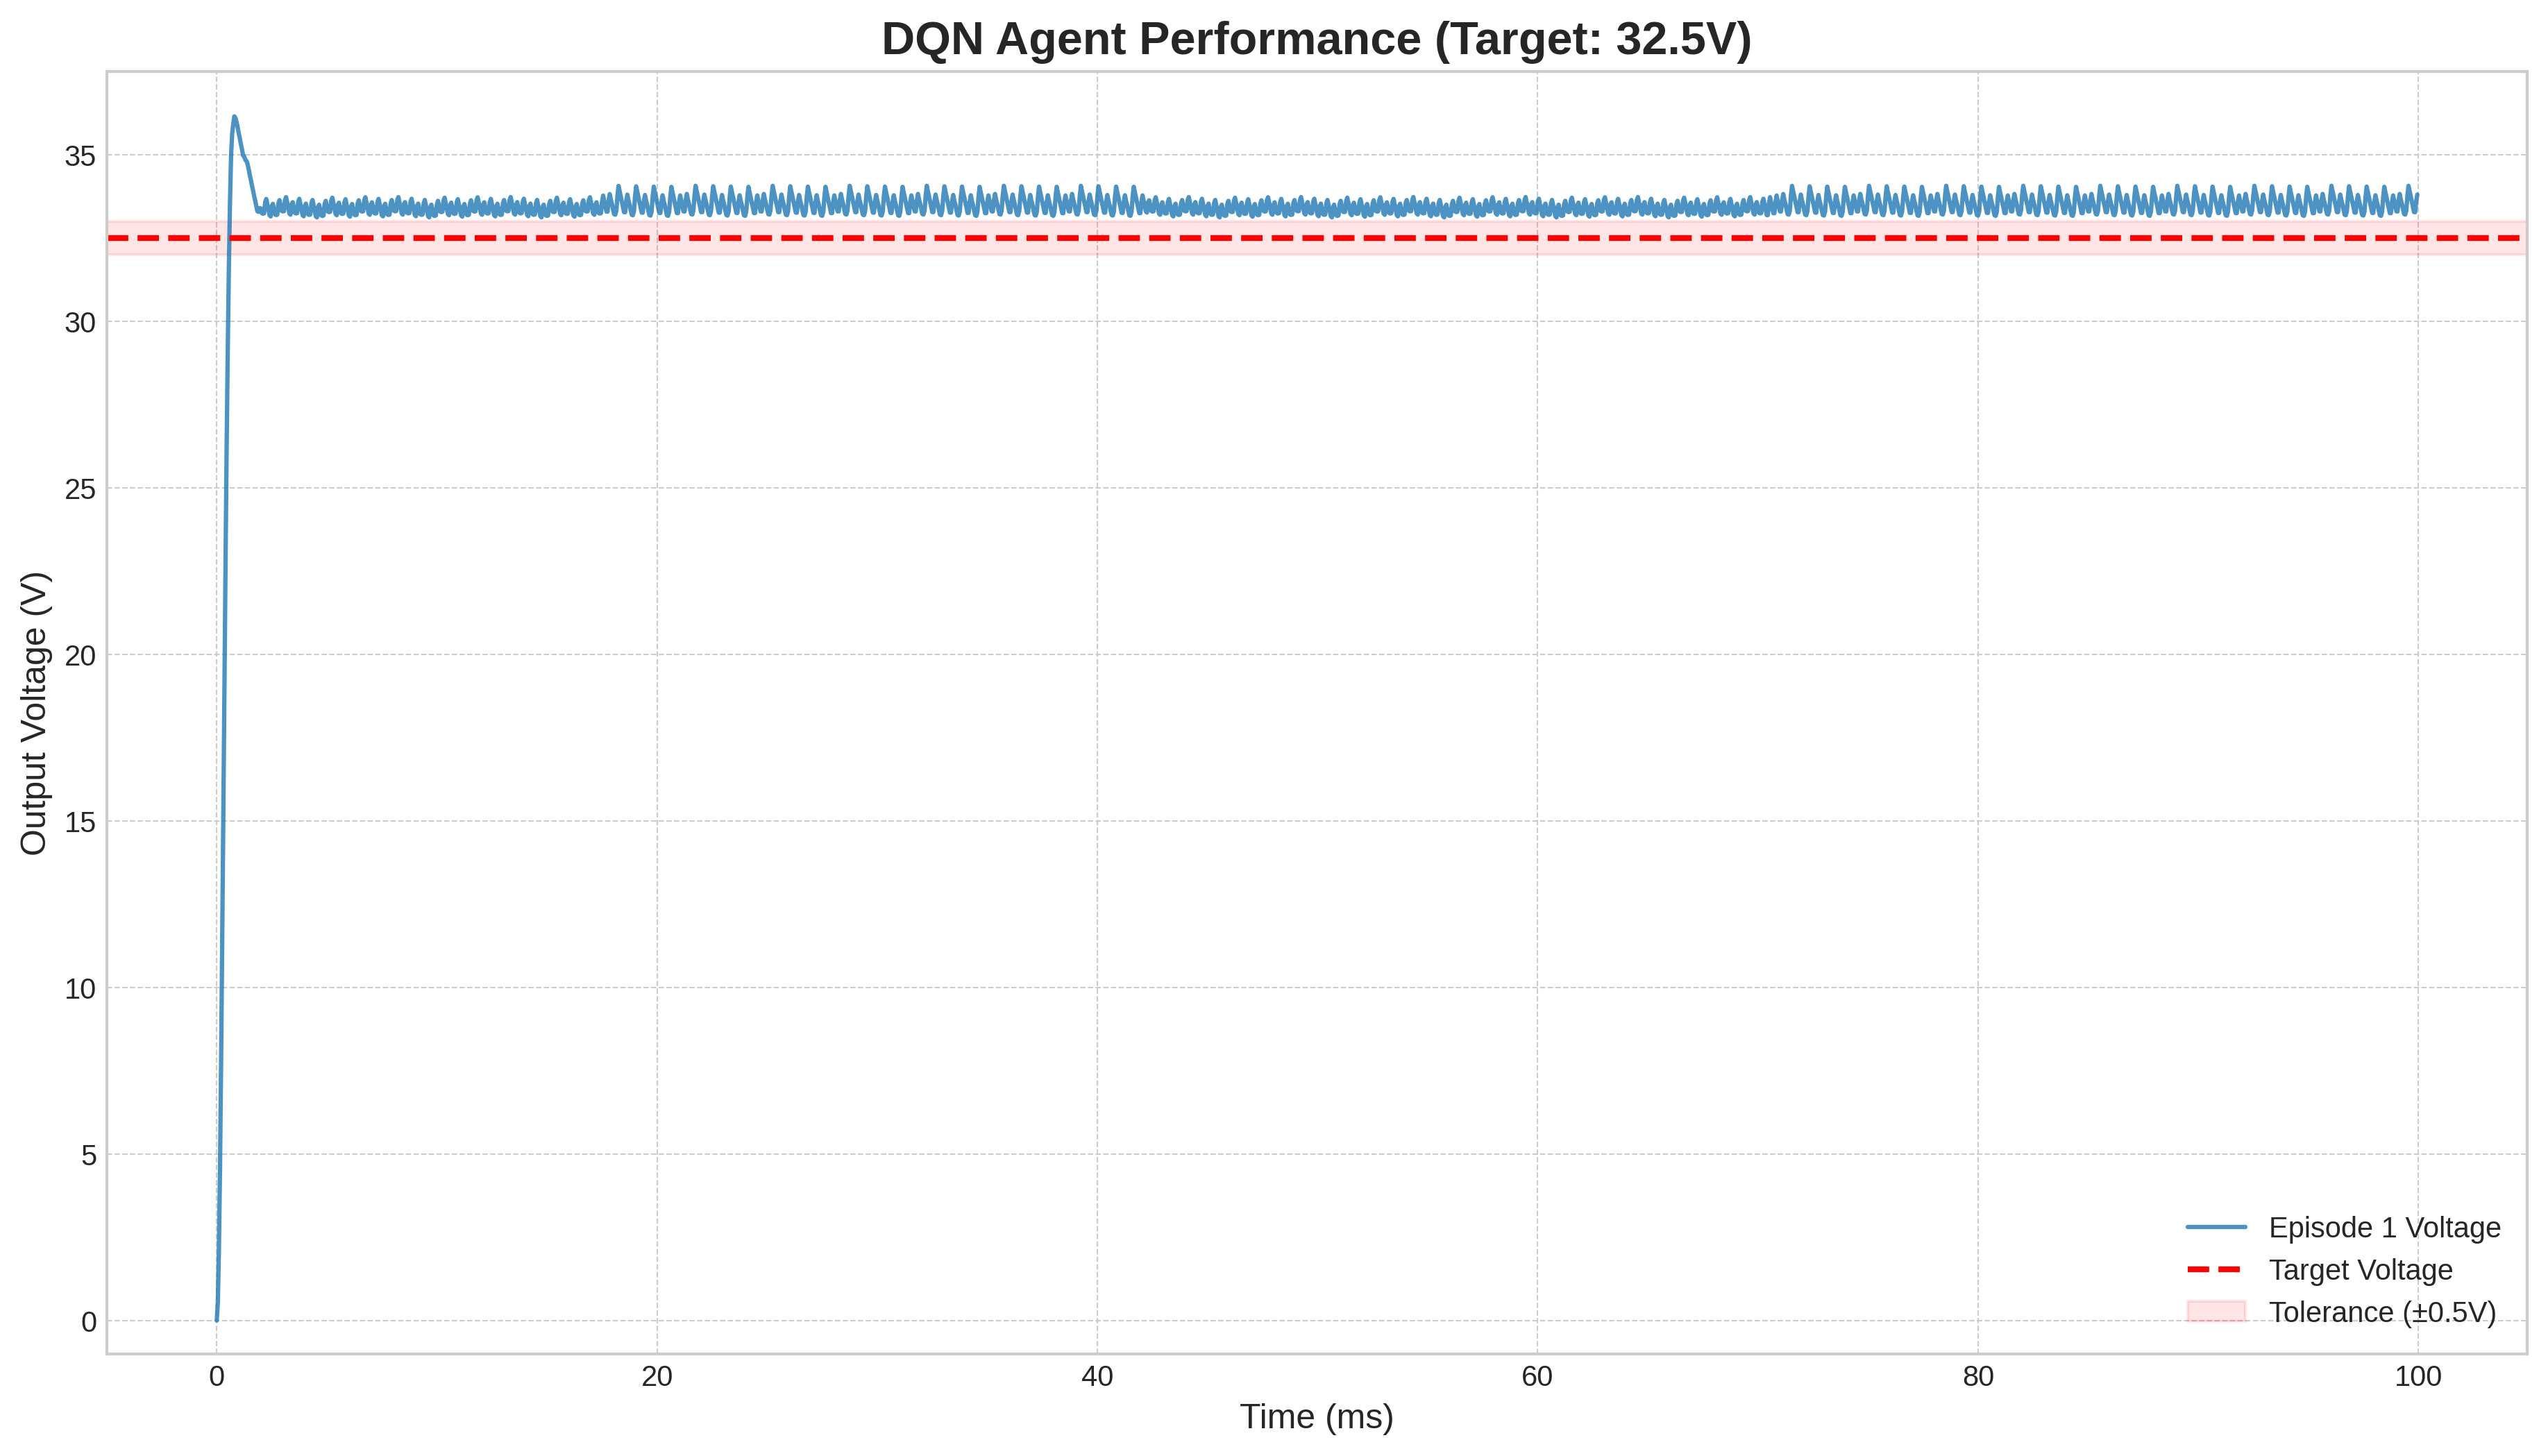 DQN Agent Performance (Target: 32.5V)
Output Voltage (V)
35
30
25
20
15
10
5
0
0 20 40 60 80 100
Time (ms)
Episode 1 Voltage
Target Voltage
Tolerance (±0.5V)